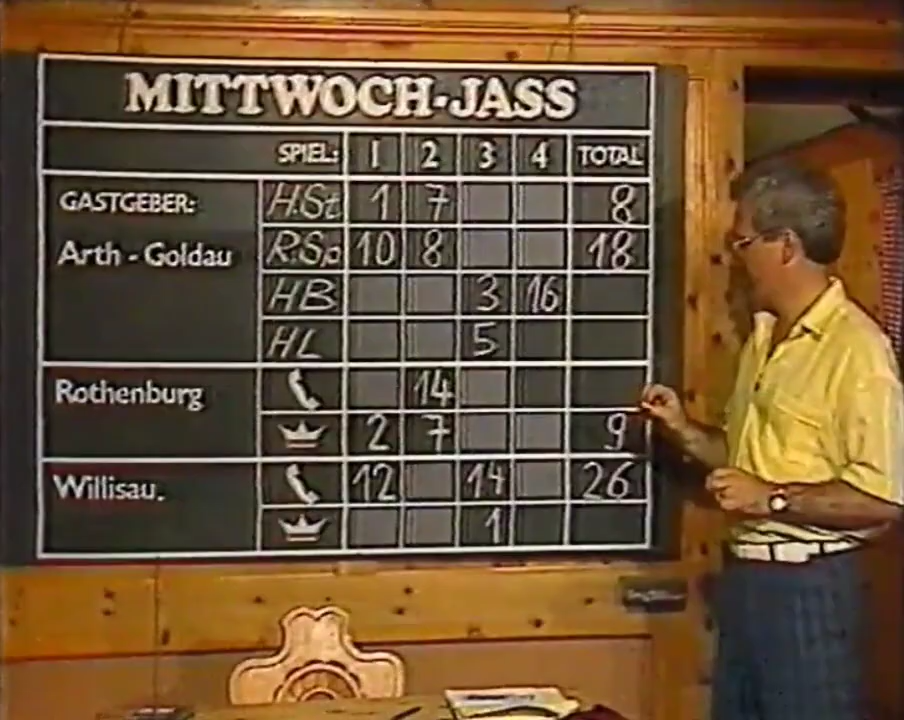 MITTWOCH-JASS
SPIEL: 1 2 3 4 TOTAL
GASTGEBER: H.St 1 7 8
Arth - Goldau R.Sp 10 8 18
HB 3 16
HL 5
Rothenburg 14
2 7 9
Willisau. 12 14 26
1